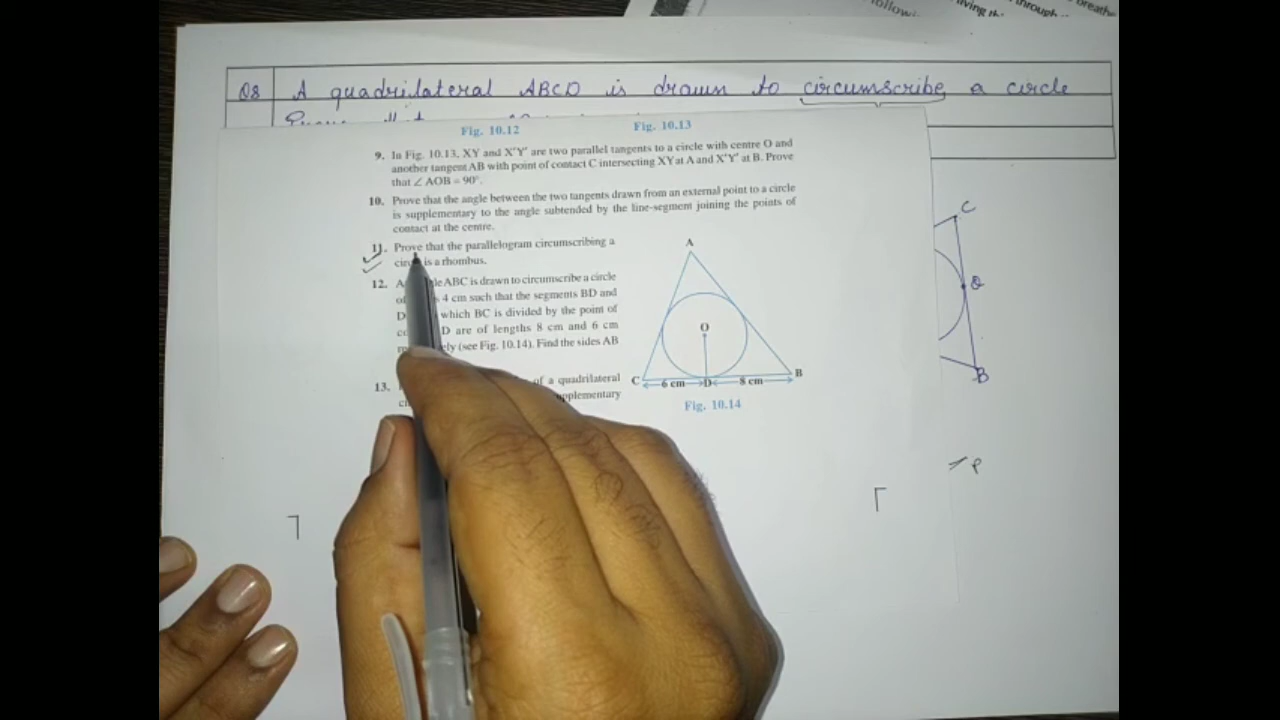 through
Q8 A quadrilateral ABCD is drawn to circumscribe a circle
Fig. 10.12 Fig. 10.13
9. In Fig. 10.13, XY and X'Y' are two parallel tangents to a circle with centre O and
another tangent AB with point of contact C intersecting XY at A and X'Y' at B. Prove
that ∠ AOB = 90°.
10. Prove that the angle between the two tangents drawn from an external point to a circle
is supplementary to the angle subtended by the line-segment joining the points of
contact at the centre.
11. Prove that the parallelogram circumscribing a
is a rhombus.
12. ABC is drawn to circumscribe a circle
4 cm such that the segments BD and
which BC is divided by the point of
D are of lengths 8 cm and 6 cm
(see Fig. 10.14). Find the sides AB
13. of a quadrilateral
A
O
C 6 cm D 8 cm B
Fig. 10.14
C
Q
B
P